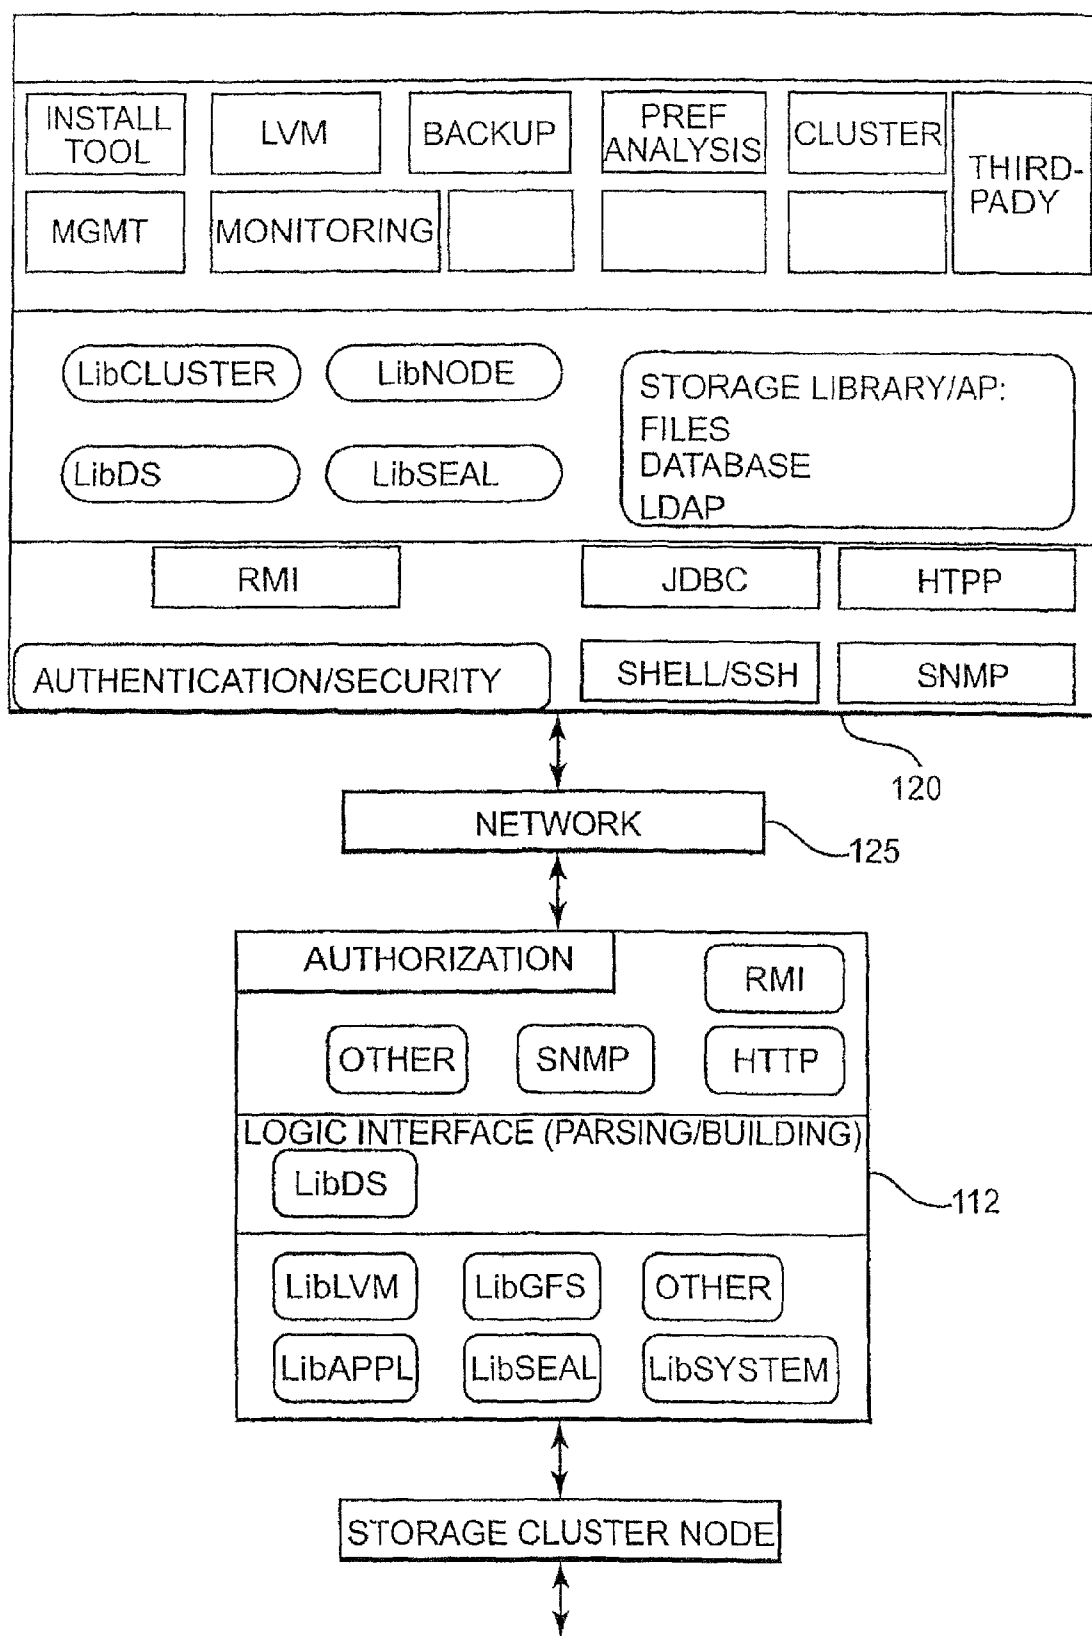 INSTALL TOOL
LVM
BACKUP
PREF ANALYSIS
CLUSTER
THIRD-PADY
MGMT
MONITORING
LibCLUSTER
LibNODE
STORAGE LIBRARY/AP:
FILES
DATABASE
LDAP
LibDS
LibSEAL
RMI
JDBC
HTPP
AUTHENTICATION/SECURITY
SHELL/SSH
SNMP
120
NETWORK
125
AUTHORIZATION
RMI
OTHER
SNMP
HTTP
LOGIC INTERFACE (PARSING/BUILDING)
LibDS
112
LibLVM
LibGFS
OTHER
LibAPPL
LibSEAL
LibSYSTEM
STORAGE CLUSTER NODE